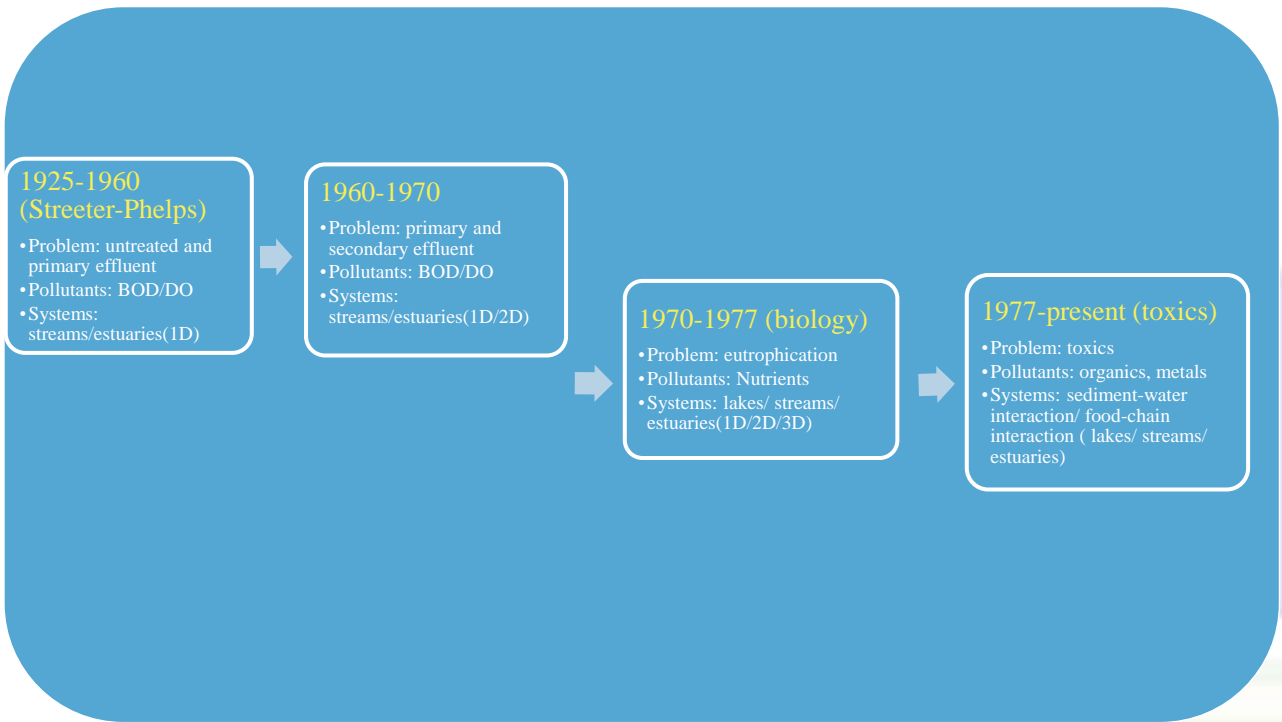 1925-1960
(Streeter-Phelps)
•Problem: untreated and
primary effluent
•Pollutants: BOD/DO
•Systems:
streams/estuaries(1D)
1960-1970
•Problem: primary and
secondary effluent
•Pollutants: BOD/DO
•Systems:
streams/estuaries(1D/2D)
1970-1977 (biology)
•Problem: eutrophication
•Pollutants: Nutrients
•Systems: lakes/ streams/
estuaries(1D/2D/3D)
1977-present (toxics)
•Problem: toxics
•Pollutants: organics, metals
•Systems: sediment-water
interaction/ food-chain
interaction ( lakes/ streams/
estuaries)